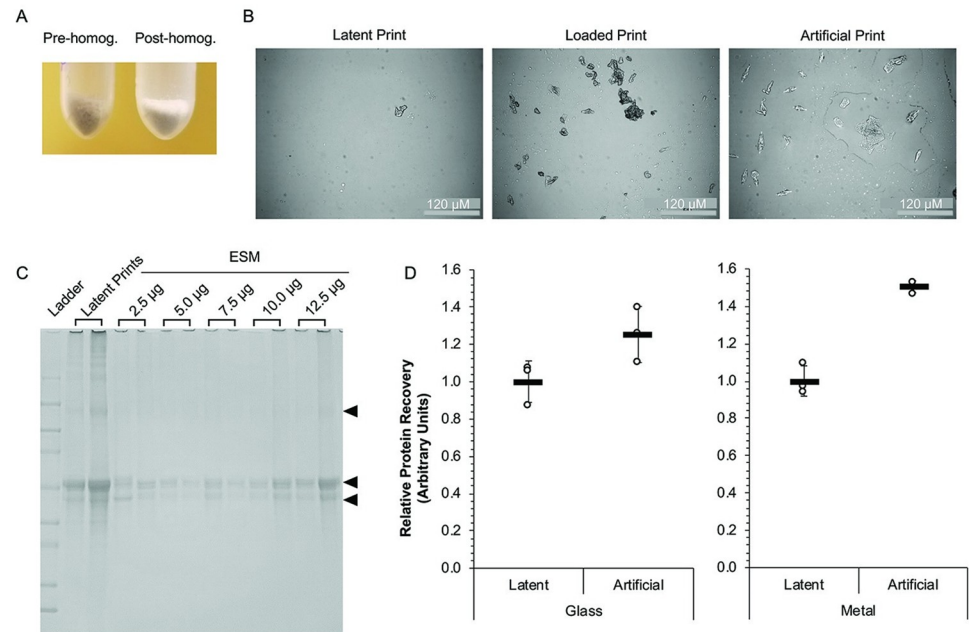 A
Pre-homog. Post-homog.
B
Latent Print Loaded Print Artificial Print
120 µM 120 µM 120 µM
C
ESM
Ladder
Latent Prints
2.5 µg
5.0 µg
7.5 µg
10.0 µg
12.5 µg
D
Relative Protein Recovery
(Arbitrary Units)
1.6
1.4
1.2
1.0
0.8
0.6
0.4
0.2
0.0
Latent Artificial
Glass
1.6
1.4
1.2
1.0
0.8
0.6
0.4
0.2
0.0
Latent Artificial
Metal